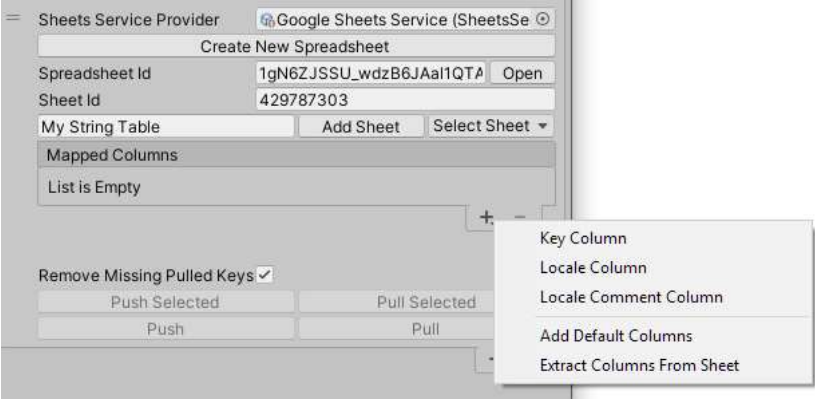 Sheets Service Provider Google Sheets Service (SheetsSe
Create New Spreadsheet
Spreadsheet Id 1gN6ZJSSU_wdzB6JAal1QTA Open
Sheet Id 429787303
My String Table Add Sheet Select Sheet
Mapped Columns
List is Empty
Key Column
Locale Column
Locale Comment Column
Add Default Columns
Extract Columns From Sheet
Remove Missing Pulled Keys
Push Selected Pull Selected
Push Pull